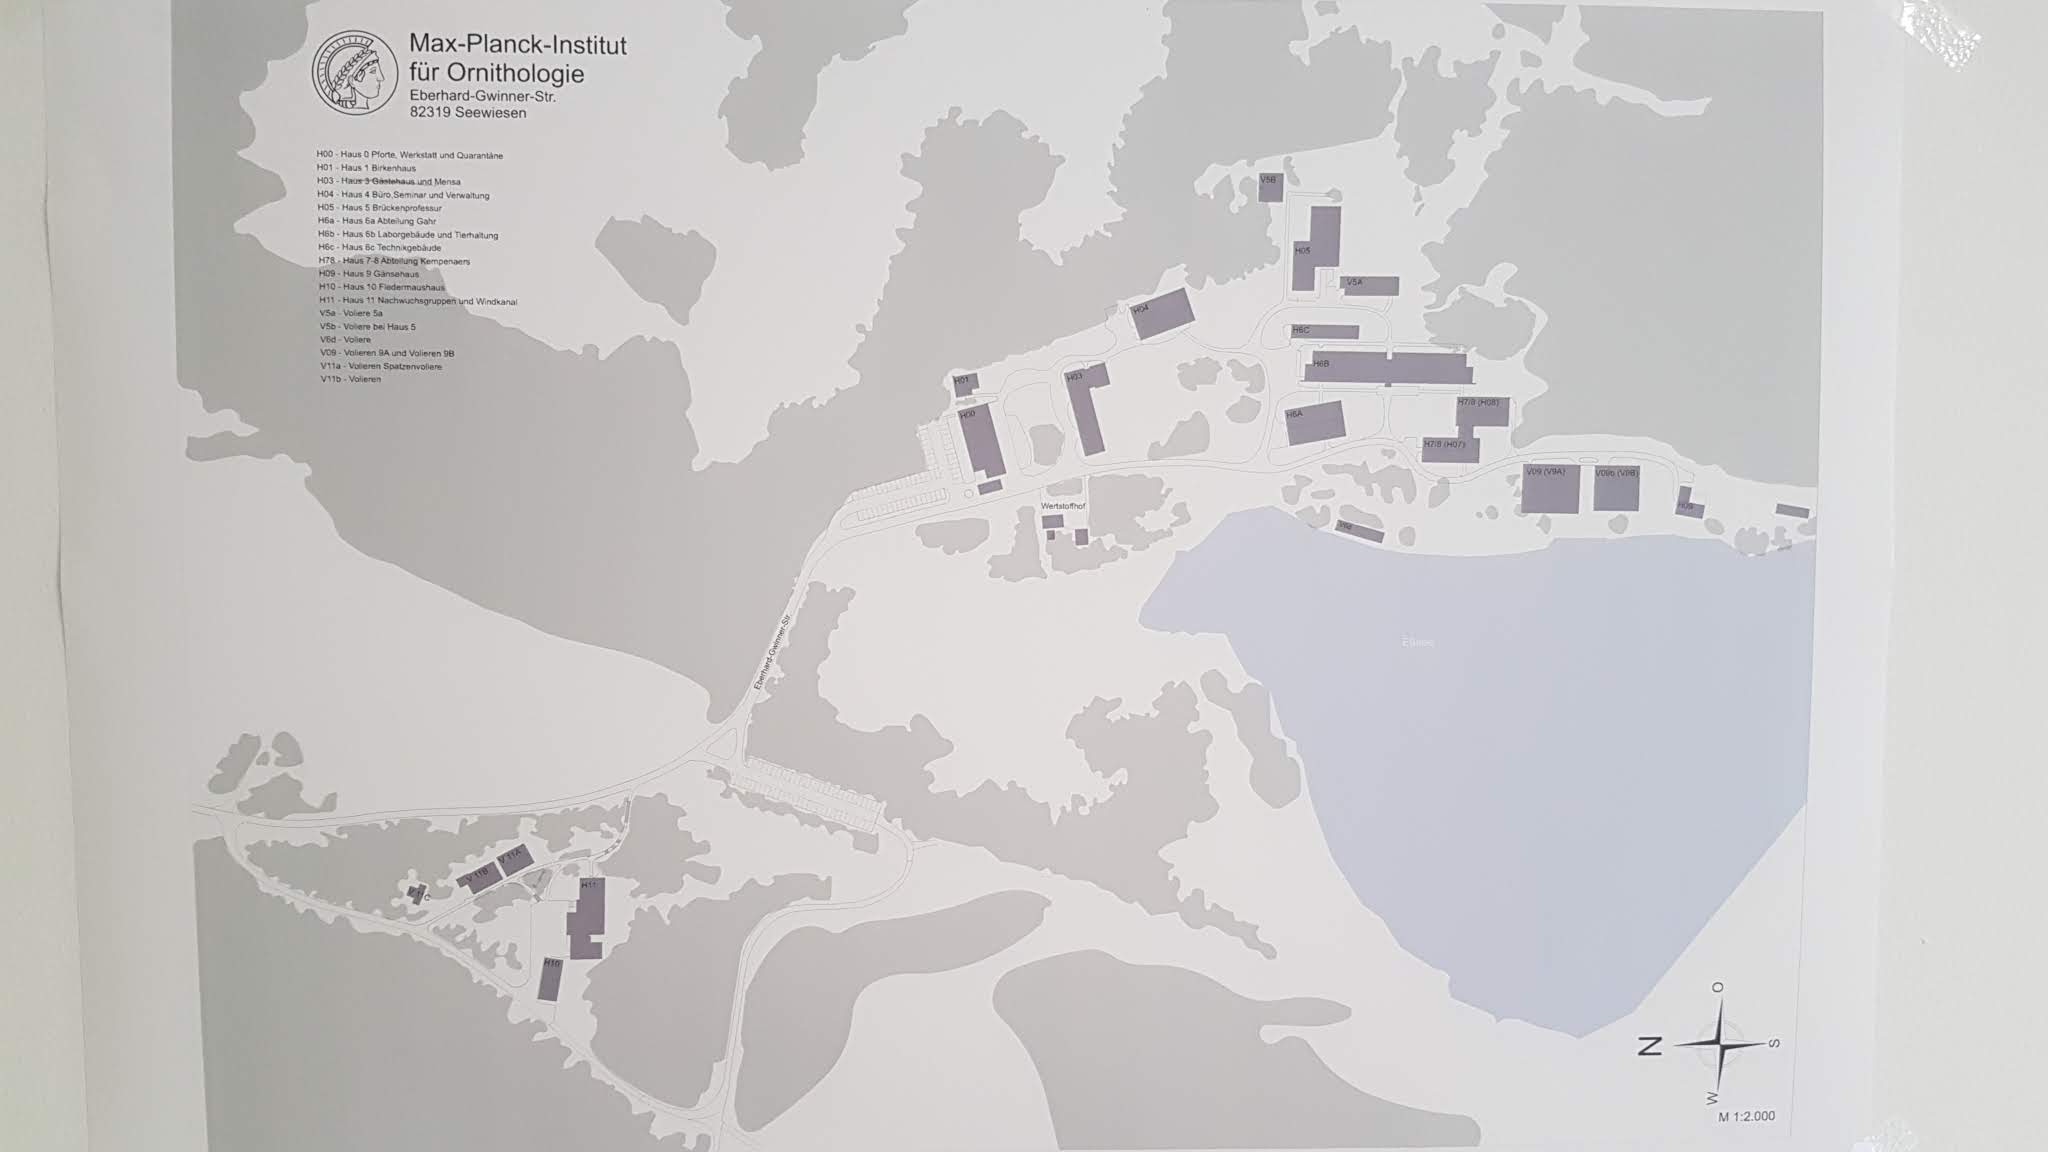 Max-Planck-Institut
für Ornithologie
Eberhard-Gwinner-Str.
82319 Seewiesen
H00 - Haus 0 Pforte, Werkstatt und Quarantäne
H01 - Haus 1 Birkenhaus
H03 - Haus 3 Gästehaus und Mensa
H04 - Haus 4 Büro,Seminar und Verwaltung
H05 - Haus 5 Brückenprofessur
H6a - Haus 6a Abteilung Gahr
H6b - Haus 6b Laborgebäude und Tierhaltung
H6c - Haus 6c Technikgebäude
H78 - Haus 7-8 Abteilung Kempenaers
H09 - Haus 9 Gänsehaus
H10 - Haus 10 Fledermaushaus
H11 - Haus 11 Nachwuchsgruppen und Windkanal
V5a - Voliere 5a
V5b - Voliere bei Haus 5
V6d - Voliere
V09 - Volieren 9A und Volieren 9B
V11a - Volieren Spatzenvoliere
V11b - Volieren
V5B
H05
V5A
H04
H6C
H6B
H01
H03
H00
H6A
H7/8 (H08)
H7/8 (H07)
V09 (V9A)
V09b (V9B)
H09
Wertstoffhof
V6d
Eberhard-Gwinner-Str.
Eßsee
V 11A
V 11B
V 11C
H11
H10
O
N
S
W
M 1:2.000